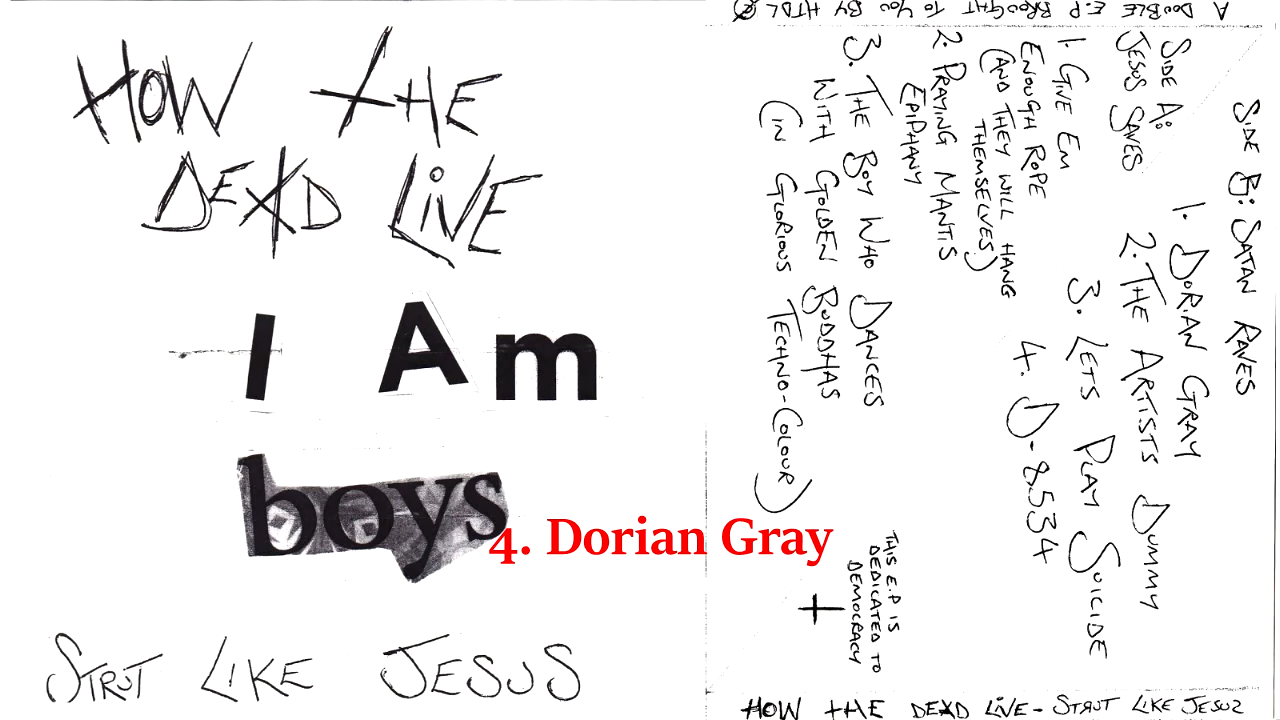 HOW THE
DEAD LiVE
I Am
boys
STRUT LIKE JESUS
4. Dorian Gray
A DOUBLE E.P BROUGHT TO YOU BY HTDL
SIDE A:
JESUS SAVES
1. GIVE EM
ENOUGH ROPE
(AND THEY WILL HANG
THEMSELVES)
2. PRAYING MANTIS
EPIPHANY
3. THE BOY WHO DANCES
WITH GOLDEN BUDDHAS
(IN GLORIOUS TECHNO-COLOUR)
SIDE B: SATAN RAVES
1. DORIAN GRAY
2. THE ARTISTS DUMMY
3. LETS PLAY SUICIDE
4. D-8534
THIS E.P IS
DEDICATED TO
DEMOCRACY
HOW THE DEAD LiVE - STRUT LIKE JESUS